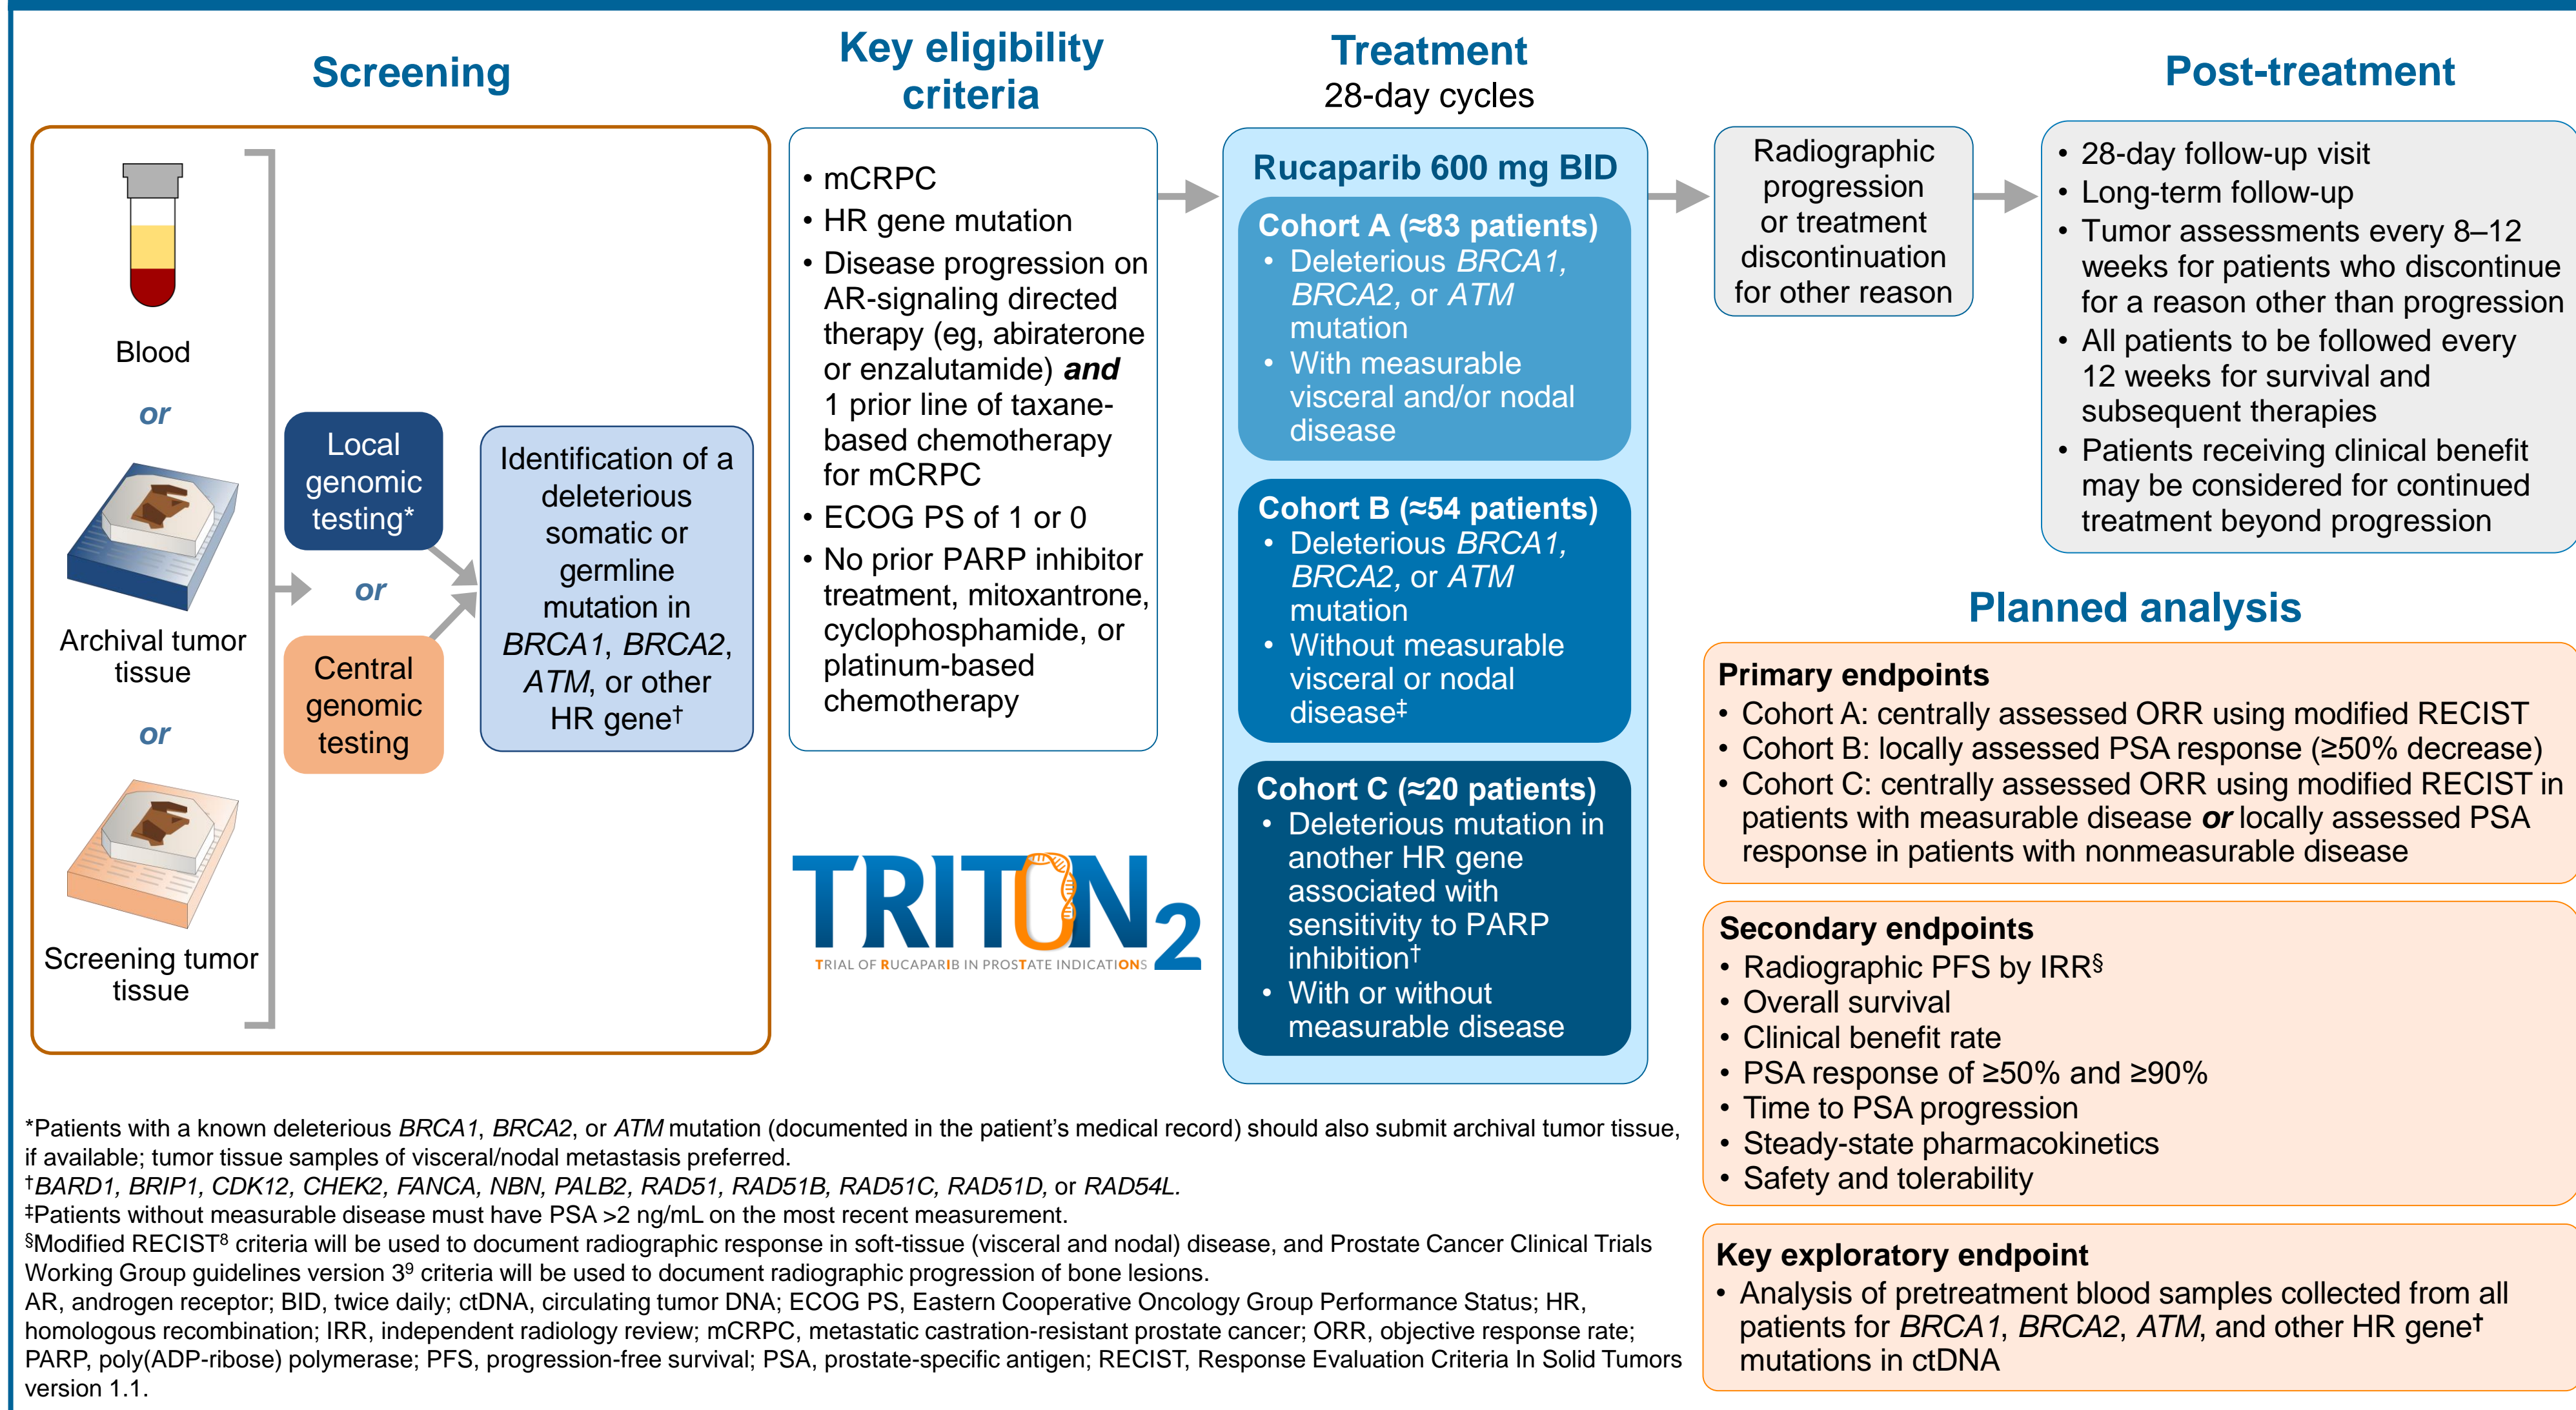 Screening
Blood
or
Archival tumor
tissue
or
Screening tumor
tissue
Local
genomic
testing*
or
Central
genomic
testing
Identification of a
deleterious
somatic or
germline
mutation in
BRCA1, BRCA2,
ATM, or other
HR gene†
Key eligibility
criteria
• mCRPC
• HR gene mutation
• Disease progression on
AR-signaling directed
therapy (eg, abiraterone
or enzalutamide) and
1 prior line of taxane-
based chemotherapy
for mCRPC
• ECOG PS of 1 or 0
• No prior PARP inhibitor
treatment, mitoxantrone,
cyclophosphamide, or
platinum-based
chemotherapy
TRITON2
TRIAL OF RUCAPARIB IN PROSTATE INDICATIONS
Treatment
28-day cycles
Rucaparib 600 mg BID
Cohort A (≈83 patients)
• Deleterious BRCA1,
BRCA2, or ATM
mutation
• With measurable
visceral and/or nodal
disease
Cohort B (≈54 patients)
• Deleterious BRCA1,
BRCA2, or ATM
mutation
• Without measurable
visceral or nodal
disease‡
Cohort C (≈20 patients)
• Deleterious mutation in
another HR gene
associated with
sensitivity to PARP
inhibition†
• With or without
measurable disease
Radiographic
progression
or treatment
discontinuation
for other reason
Post-treatment
• 28-day follow-up visit
• Long-term follow-up
• Tumor assessments every 8–12
weeks for patients who discontinue
for a reason other than progression
• All patients to be followed every
12 weeks for survival and
subsequent therapies
• Patients receiving clinical benefit
may be considered for continued
treatment beyond progression
Planned analysis
Primary endpoints
• Cohort A: centrally assessed ORR using modified RECIST
• Cohort B: locally assessed PSA response (≥50% decrease)
• Cohort C: centrally assessed ORR using modified RECIST in
patients with measurable disease or locally assessed PSA
response in patients with nonmeasurable disease
Secondary endpoints
• Radiographic PFS by IRR§
• Overall survival
• Clinical benefit rate
• PSA response of ≥50% and ≥90%
• Time to PSA progression
• Steady-state pharmacokinetics
• Safety and tolerability
Key exploratory endpoint
• Analysis of pretreatment blood samples collected from all
patients for BRCA1, BRCA2, ATM, and other HR gene†
mutations in ctDNA
*Patients with a known deleterious BRCA1, BRCA2, or ATM mutation (documented in the patient’s medical record) should also submit archival tumor tissue,
if available; tumor tissue samples of visceral/nodal metastasis preferred.
†BARD1, BRIP1, CDK12, CHEK2, FANCA, NBN, PALB2, RAD51, RAD51B, RAD51C, RAD51D, or RAD54L.
‡Patients without measurable disease must have PSA >2 ng/mL on the most recent measurement.
§Modified RECIST8 criteria will be used to document radiographic response in soft-tissue (visceral and nodal) disease, and Prostate Cancer Clinical Trials
Working Group guidelines version 39 criteria will be used to document radiographic progression of bone lesions.
AR, androgen receptor; BID, twice daily; ctDNA, circulating tumor DNA; ECOG PS, Eastern Cooperative Oncology Group Performance Status; HR,
homologous recombination; IRR, independent radiology review; mCRPC, metastatic castration-resistant prostate cancer; ORR, objective response rate;
PARP, poly(ADP-ribose) polymerase; PFS, progression-free survival; PSA, prostate-specific antigen; RECIST, Response Evaluation Criteria In Solid Tumors
version 1.1.